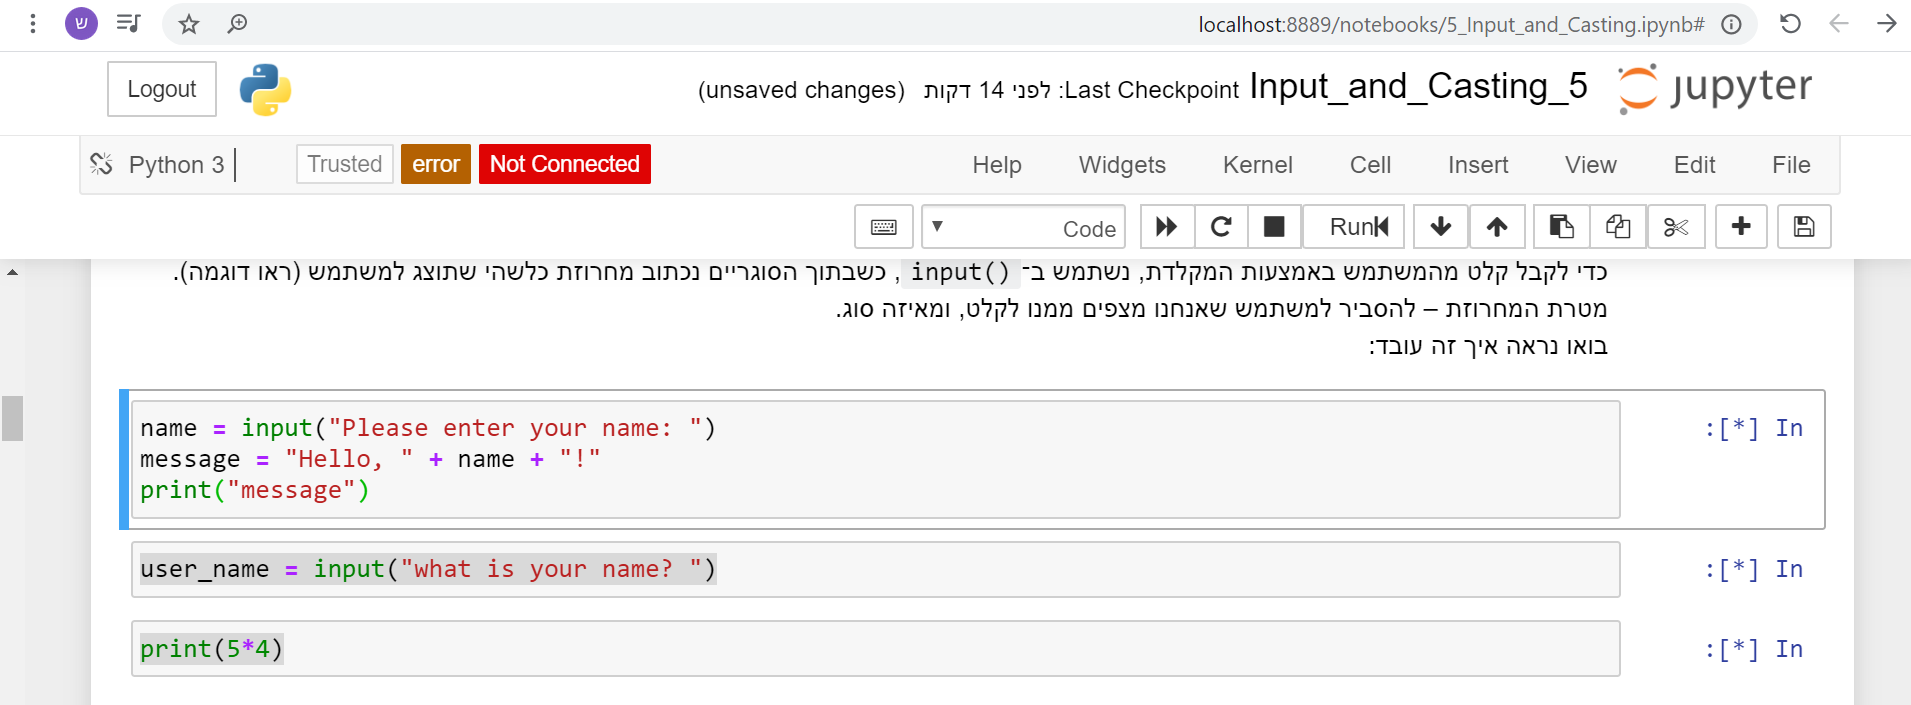 localhost:8889/notebooks/5_Input_and_Casting.ipynb#
ש
jupyter Input_and_Casting_5 Last Checkpoint: לפני 14 דקות (unsaved changes)
Logout
File Edit View Insert Cell Kernel Widgets Help
Not Connected error Trusted Python 3
Run Code
כדי לקבל קלט מהמשתמש באמצעות המקלדת, נשתמש ב־ input() , כשבתוך הסוגריים נכתוב מחרוזת כלשהי שתוצג למשתמש (ראו דוגמה).
מטרת המחרוזת – להסביר למשתמש שאנחנו מצפים ממנו לקלט, ומאיזה סוג.
בואו נראה איך זה עובד:
In [*]:
name = input("Please enter your name: ")
message = "Hello, " + name + "!"
print("message")
In [*]:
user_name = input("what is your name? ")
In [*]:
print(5*4)